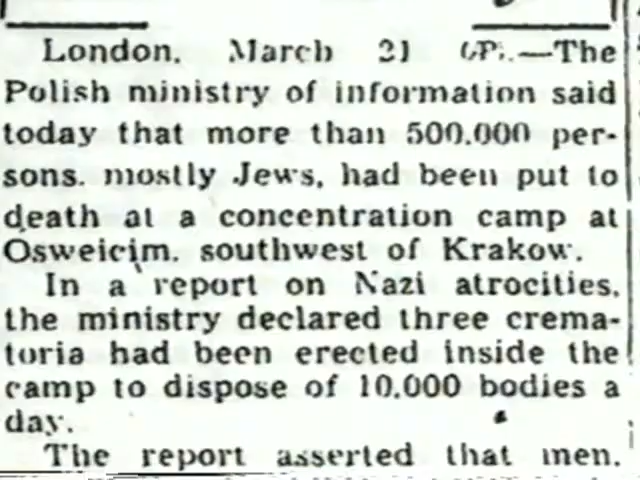 London, March 21 (P).—The
Polish ministry of information said
today that more than 500,000 per-
sons, mostly Jews, had been put to
death at a concentration camp at
Osweicim, southwest of Krakow.
In a report on Nazi atrocities,
the ministry declared three crema-
toria had been erected inside the
camp to dispose of 10,000 bodies a
day.
The report asserted that men,